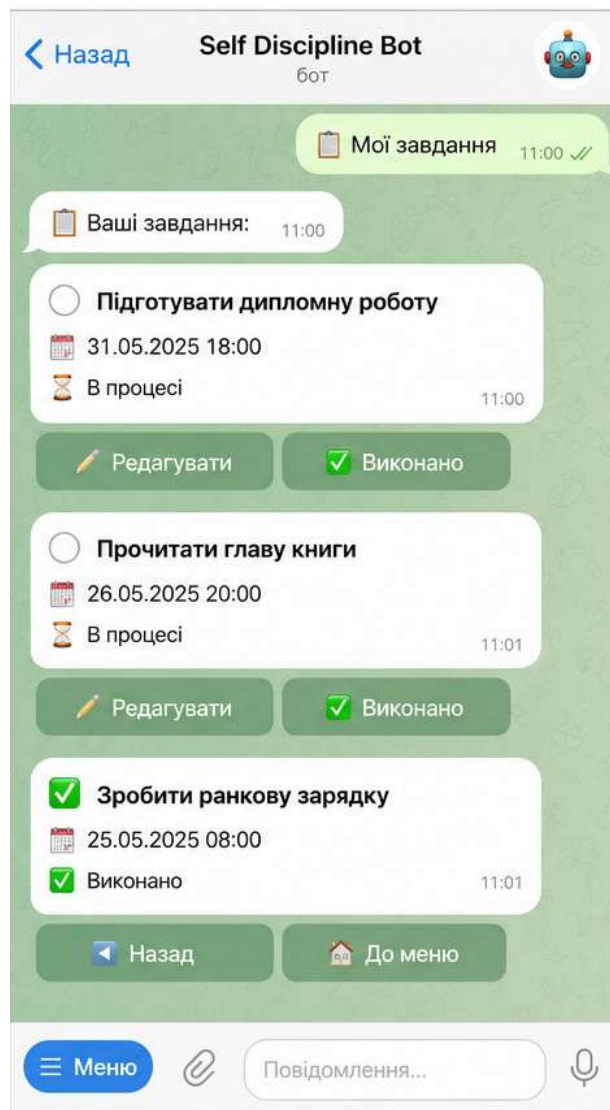 Назад
Self Discipline Bot
бот
📋 Мої завдання 11:00
📋 Ваші завдання: 11:00
Підготувати дипломну роботу
31.05.2025 18:00
⏳ В процесі
11:00
✏️ Редагувати
✅ Виконано
Прочитати главу книги
26.05.2025 20:00
⏳ В процесі
11:01
✏️ Редагувати
✅ Виконано
✅ Зробити ранкову зарядку
25.05.2025 08:00
✅ Виконано
11:01
◀️ Назад
🏠 До меню
Меню
Повідомлення...